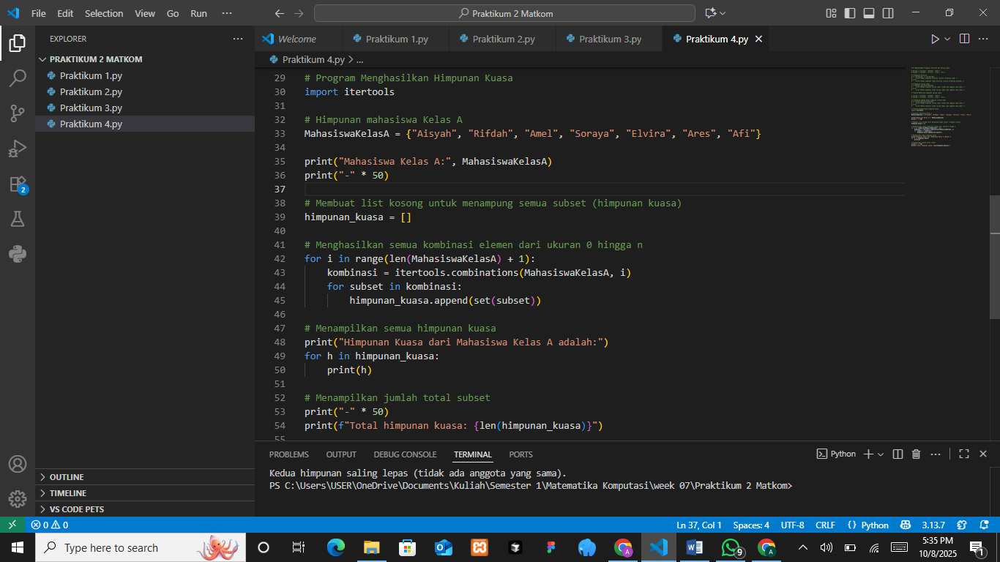 File Edit Selection View Go Run ··· Praktikum 2 Matkom
EXPLORER ···
PRAKTIKUM 2 MATKOM
Praktikum 1.py
Praktikum 2.py
Praktikum 3.py
Praktikum 4.py
OUTLINE
TIMELINE
VS CODE PETS
2
Welcome Praktikum 1.py Praktikum 2.py Praktikum 3.py Praktikum 4.py
Praktikum 4.py > ...
29 # Program Menghasilkan Himpunan Kuasa
30 import itertools
31
32 # Himpunan mahasiswa Kelas A
33 MahasiswaKelasA = {"Aisyah", "Rifdah", "Amel", "Soraya", "Elvira", "Ares", "Afi"}
34
35 print("Mahasiswa Kelas A:", MahasiswaKelasA)
36 print("-" * 50)
37
38 # Membuat list kosong untuk menampung semua subset (himpunan kuasa)
39 himpunan_kuasa = []
40
41 # Menghasilkan semua kombinasi elemen dari ukuran 0 hingga n
42 for i in range(len(MahasiswaKelasA) + 1):
43     kombinasi = itertools.combinations(MahasiswaKelasA, i)
44     for subset in kombinasi:
45         himpunan_kuasa.append(set(subset))
46
47 # Menampilkan semua himpunan kuasa
48 print("Himpunan Kuasa dari Mahasiswa Kelas A adalah:")
49 for h in himpunan_kuasa:
50     print(h)
51
52 # Menampilkan jumlah total subset
53 print("-" * 50)
54 print(f"Total himpunan kuasa: {len(himpunan_kuasa)}")
55
PROBLEMS OUTPUT DEBUG CONSOLE TERMINAL PORTS Python
Kedua himpunan saling lepas (tidak ada anggota yang sama).
PS C:\Users\USER\OneDrive\Documents\Kuliah\Semester 1\Matematika Komputasi\week 07\Praktikum 2 Matkom>
0 0 Ln 37, Col 1 Spaces: 4 UTF-8 CRLF {} Python 3.13.7
Type here to search 9 5:35 PM
10/8/2025 1